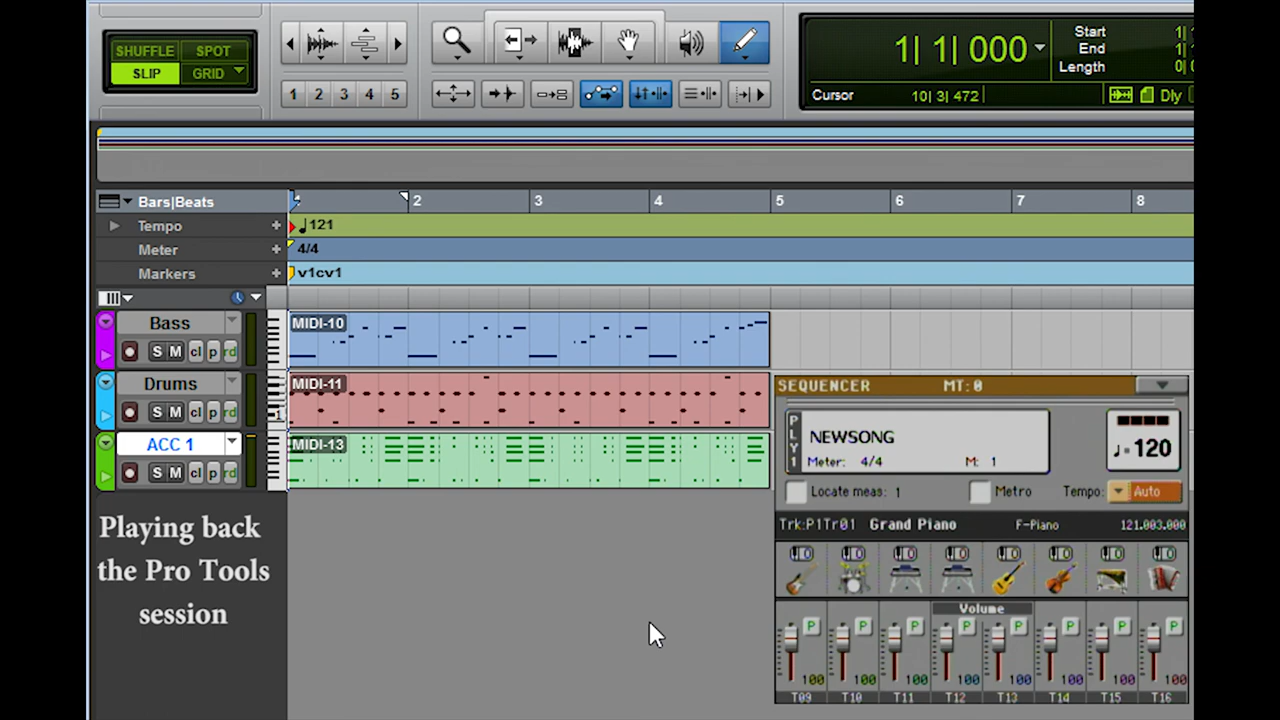 SHUFFLE SPOT
SLIP GRID
1 2 3 4 5
1| 1| 000
Start
End
Length
Cursor 10| 3| 472
Dly
Bars|Beats
2 3 4 5 6 7 8
Tempo
121
Meter
4/4
Markers
v1cv1
Bass
MIDI-10
S M cl p rd
Drums
MIDI-11
S M cl p rd
ACC 1
MIDI-13
S M cl p rd
Playing back
the Pro Tools
session
SEQUENCER MT: 0
PLY1
NEWSONG
Meter: 4/4 M: 1
♩=120
Locate meas: 1 Metro Tempo: Auto
Trk:P1Tr01 Grand Piano F-Piano 121.003.000
Volume
P P P P P P P P
100 100 100 100 100 100 100 100
T09 T10 T11 T12 T13 T14 T15 T16